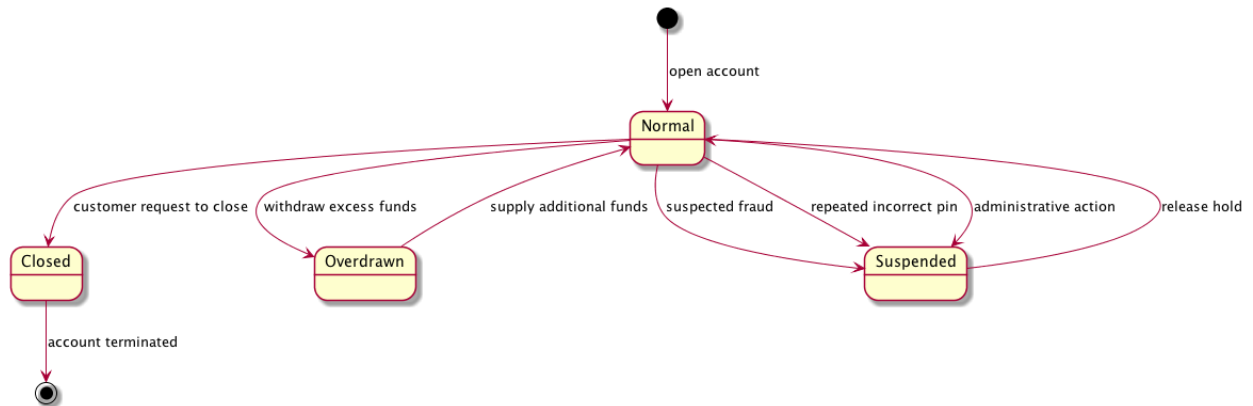 open account
Normal
customer request to close
withdraw excess funds
supply additional funds
suspected fraud
repeated incorrect pin
administrative action
release hold
Closed
Overdrawn
Suspended
account terminated